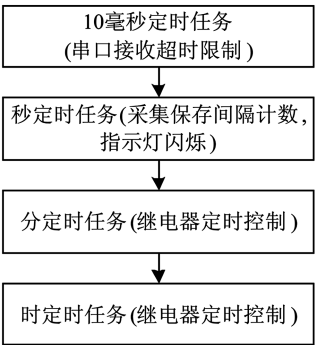 10毫秒定时任务
(串口接收超时限制)
秒定时任务(采集保存间隔计数,
指示灯闪烁)
分定时任务(继电器定时控制)
时定时任务(继电器定时控制)